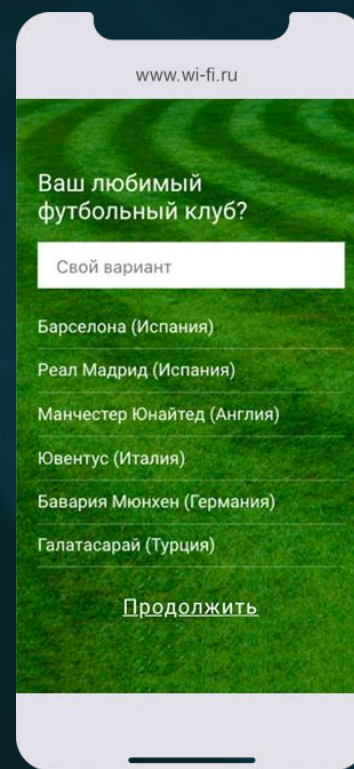 www.wi-fi.ru
Ваш любимый
футбольный клуб?
Свой вариант
Барселона (Испания)
Реал Мадрид (Испания)
Манчестер Юнайтед (Англия)
Ювентус (Италия)
Бавария Мюнхен (Германия)
Галатасарай (Турция)
Продолжить